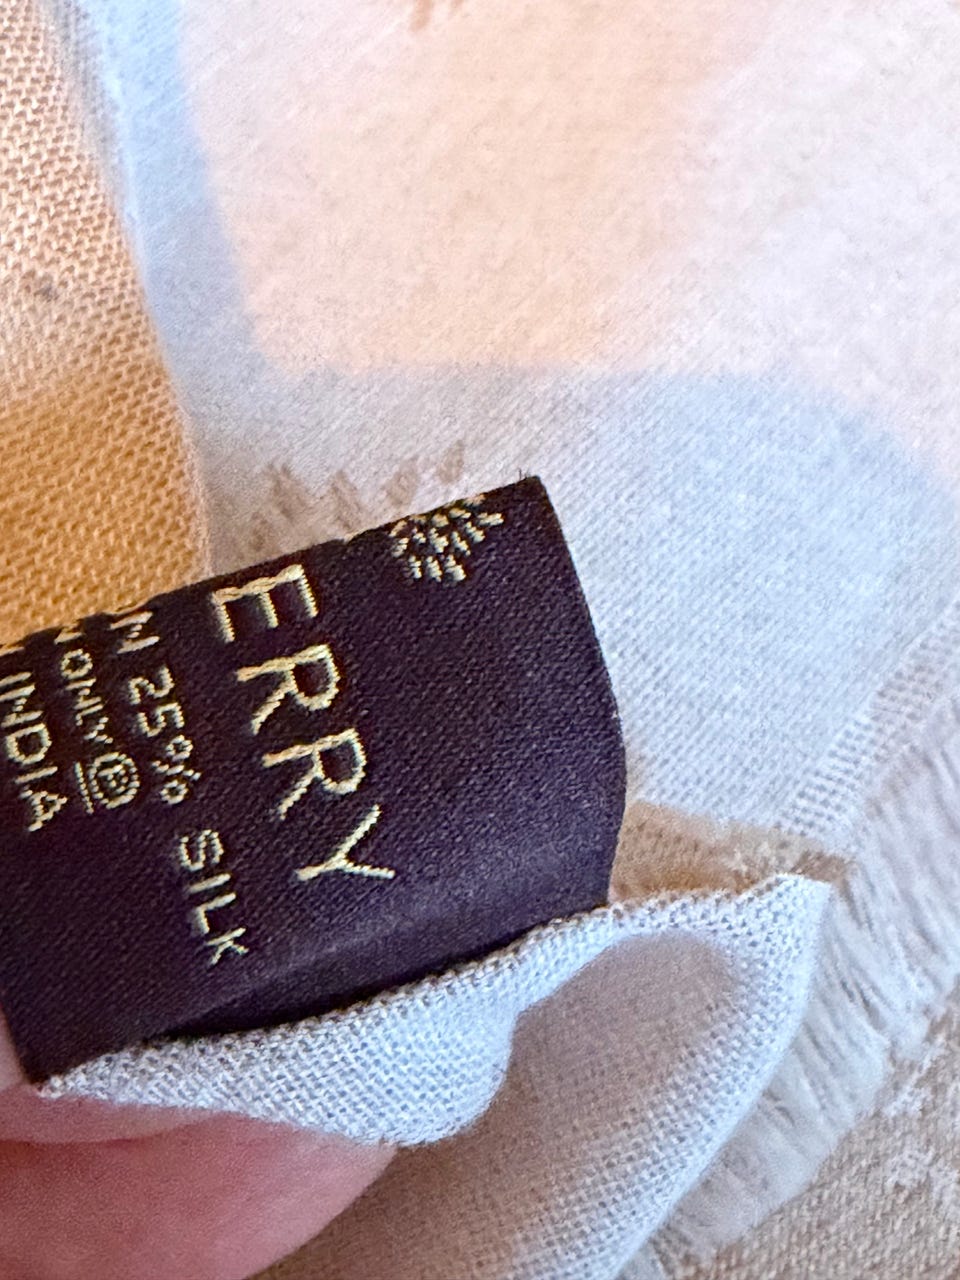 ERRY
25% SILK
ONLY Ⓟ
INDIA